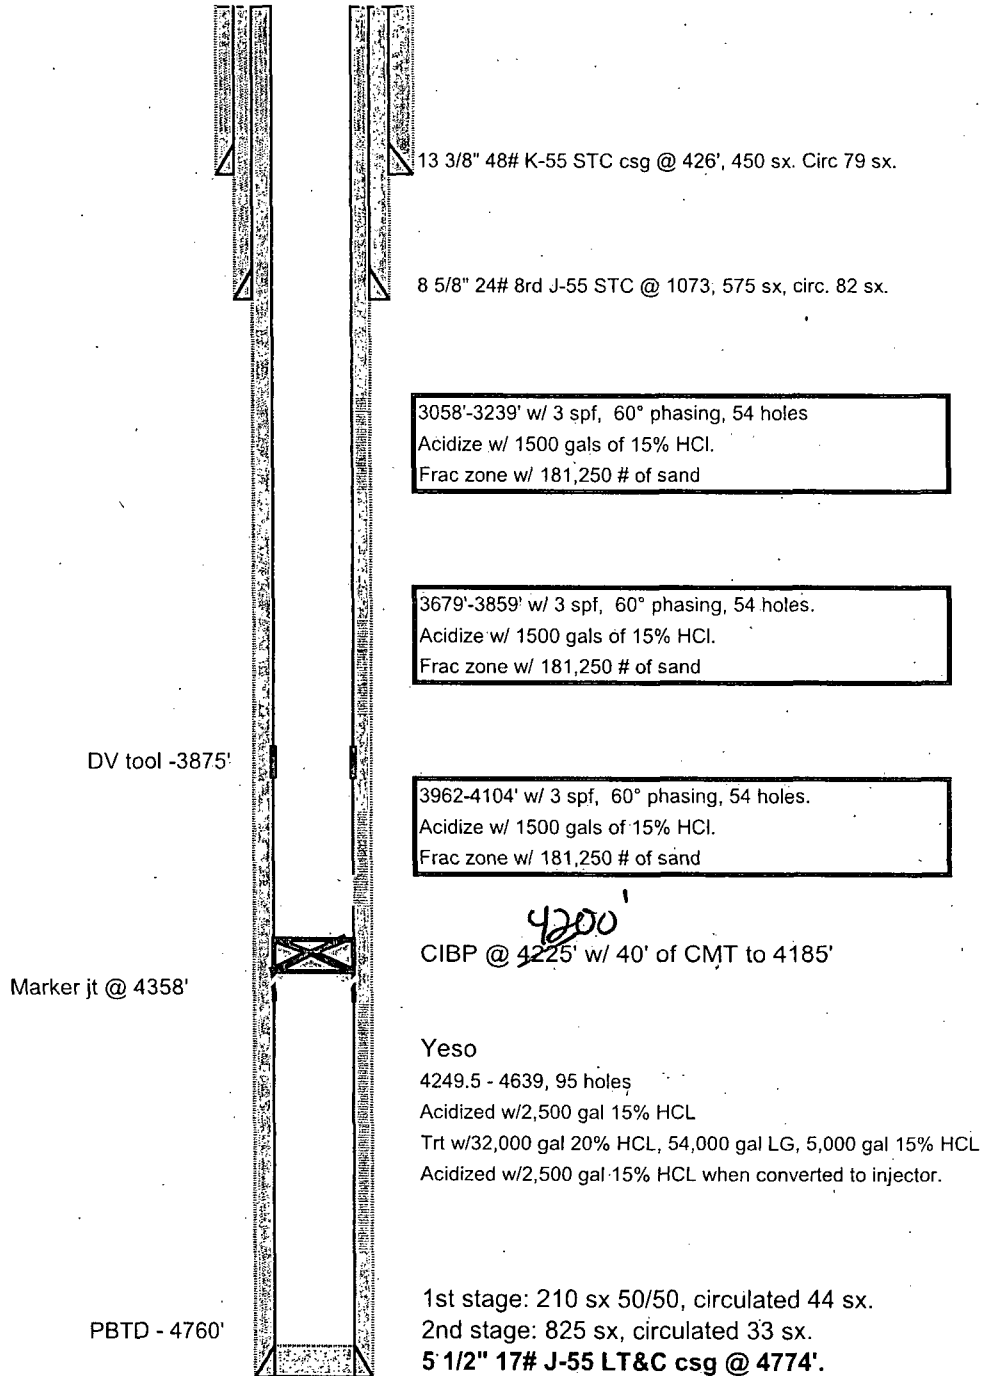 13 3/8" 48# K-55 STC csg @ 426', 450 sx. Circ 79 sx.
8 5/8" 24# 8rd J-55 STC @ 1073, 575 sx, circ. 82 sx.
3058'-3239' w/ 3 spf, 60° phasing, 54 holes
Acidize w/ 1500 gals of 15% HCl.
Frac zone w/ 181,250 # of sand
3679'-3859' w/ 3 spf, 60° phasing, 54 holes.
Acidize w/ 1500 gals of 15% HCl.
Frac zone w/ 181,250 # of sand
DV tool -3875'
3962-4104' w/ 3 spf, 60° phasing, 54 holes.
Acidize w/ 1500 gals of 15% HCl.
Frac zone w/ 181,250 # of sand
4200'
CIBP @ 4225' w/ 40' of CMT to 4185'
Marker jt @ 4358'
Yeso
4249.5 - 4639, 95 holes
Acidized w/2,500 gal 15% HCL
Trt w/32,000 gal 20% HCL, 54,000 gal LG, 5,000 gal 15% HCL
Acidized w/2,500 gal 15% HCL when converted to injector.
1st stage: 210 sx 50/50, circulated 44 sx.
PBTD - 4760'
2nd stage: 825 sx, circulated 33 sx.
5 1/2" 17# J-55 LT&C csg @ 4774'.